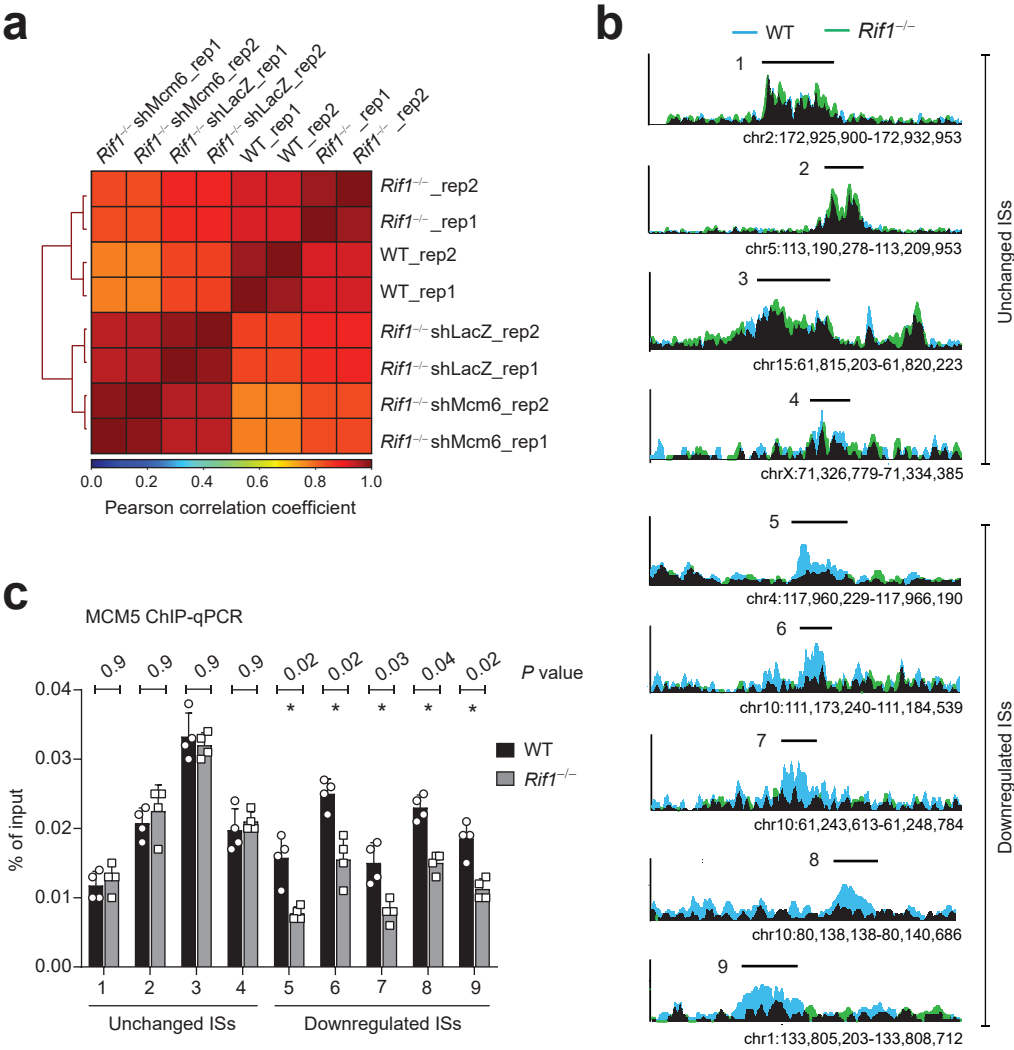 a
Rif1−/− shMcm6_rep1
Rif1−/− shMcm6_rep2
Rif1−/− shLacZ_rep1
Rif1−/− shLacZ_rep2
WT_rep1
WT_rep2
Rif1−/−_rep1
Rif1−/−_rep2
Rif1−/−_rep2
Rif1−/−_rep1
WT_rep2
WT_rep1
Rif1−/− shLacZ_rep2
Rif1−/− shLacZ_rep1
Rif1−/− shMcm6_rep2
Rif1−/− shMcm6_rep1
0.0 0.2 0.4 0.6 0.8 1.0
Pearson correlation coefficient
b
WT Rif1−/−
1
chr2:172,925,900-172,932,953
2
chr5:113,190,278-113,209,953
3
chr15:61,815,203-61,820,223
4
chrX:71,326,779-71,334,385
Unchanged ISs
5
chr4:117,960,229-117,966,190
6
chr10:111,173,240-111,184,539
7
chr10:61,243,613-61,248,784
8
chr10:80,138,138-80,140,686
9
chr1:133,805,203-133,808,712
Downregulated ISs
c
MCM5 ChIP-qPCR
0.9 0.9 0.9 0.9 0.02 0.02 0.03 0.04 0.02 P value
* * * * *
0.04
0.03
0.02
0.01
0.00
% of input
WT
Rif1−/−
1 2 3 4 5 6 7 8 9
Unchanged ISs Downregulated ISs